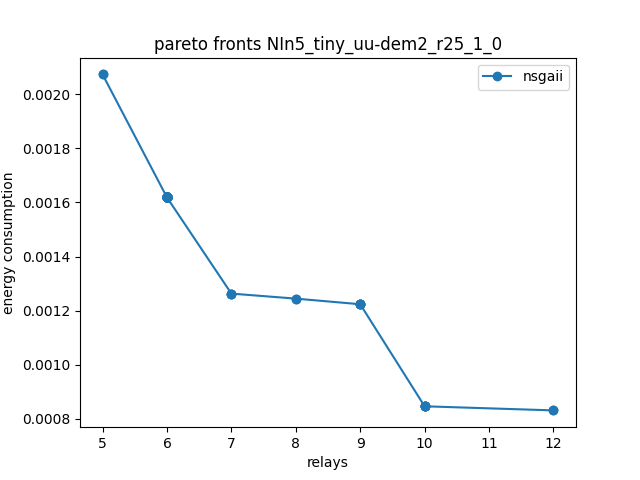 pareto fronts NIn5_tiny_uu-dem2_r25_1_0
nsgaii
0.0020
0.0018
0.0016
0.0014
0.0012
0.0010
0.0008
energy consumption
5 6 7 8 9 10 11 12
relays